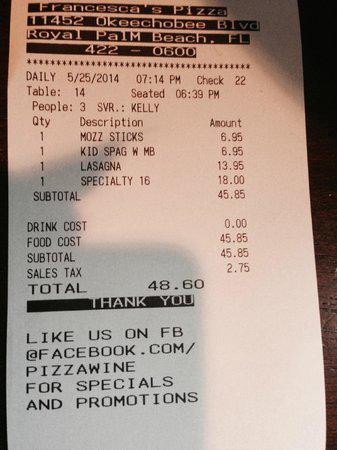 Francesca's Pizza
11452 Okeechobee Blvd
Royal PalM Beach, FL
422 - 0600
****************************************
DAILY 5/25/2014 07:14 PM Check 22
Table: 14 Seated 06:39 PM
People: 3 SVR.: KELLY
Qty Description Amount
1 MOZZ STICKS 6.95
1 KID SPAG W MB 6.95
1 LASAGNA 13.95
1 SPECIALTY 16 18.00
SUBTOTAL 45.85
DRINK COST 0.00
FOOD COST 45.85
SUBTOTAL 45.85
SALES TAX 2.75
TOTAL 48.60
THANK YOU
LIKE US ON FB
@FACEBOOK.COM/
PIZZAWINE
FOR SPECIALS
AND PROMOTIONS